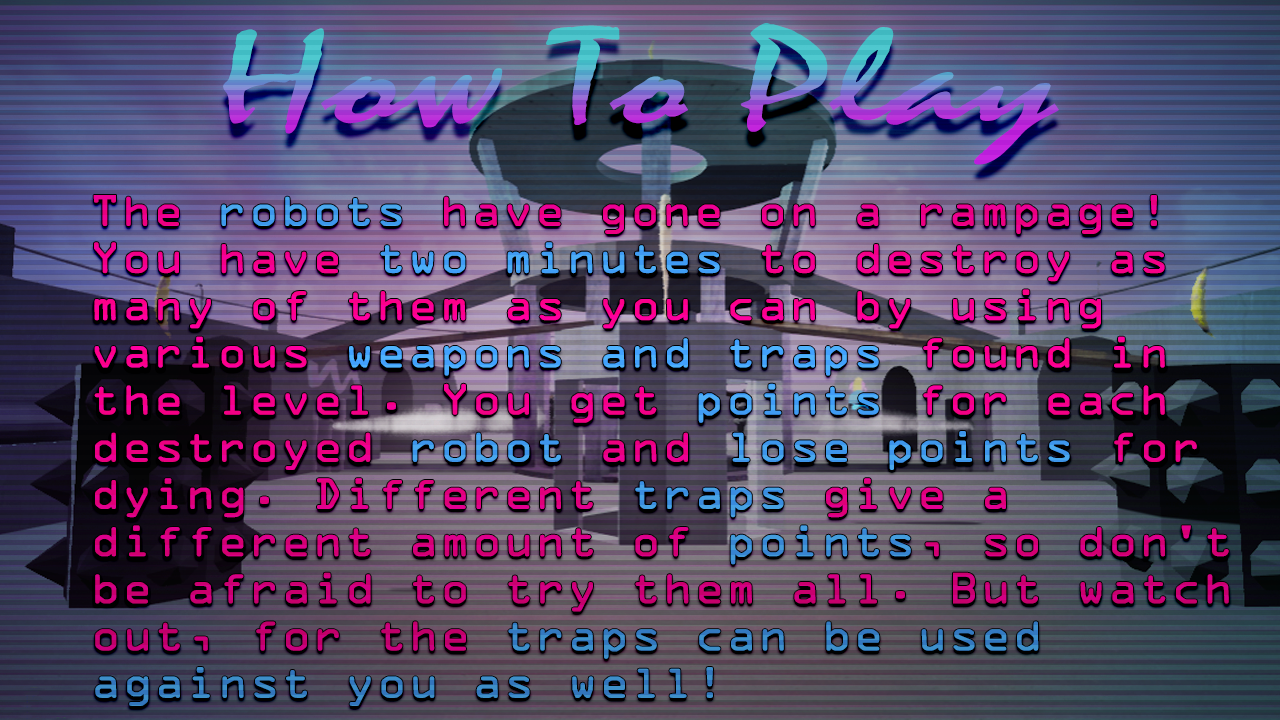 How To Play
The robots have gone on a rampage!
You have two minutes to destroy as
many of them as you can by using
various weapons and traps found in
the level. You get points for each
destroyed robot and lose points for
dying. Different traps give a
different amount of points, so don't
be afraid to try them all. But watch
out, for the traps can be used
against you as well!